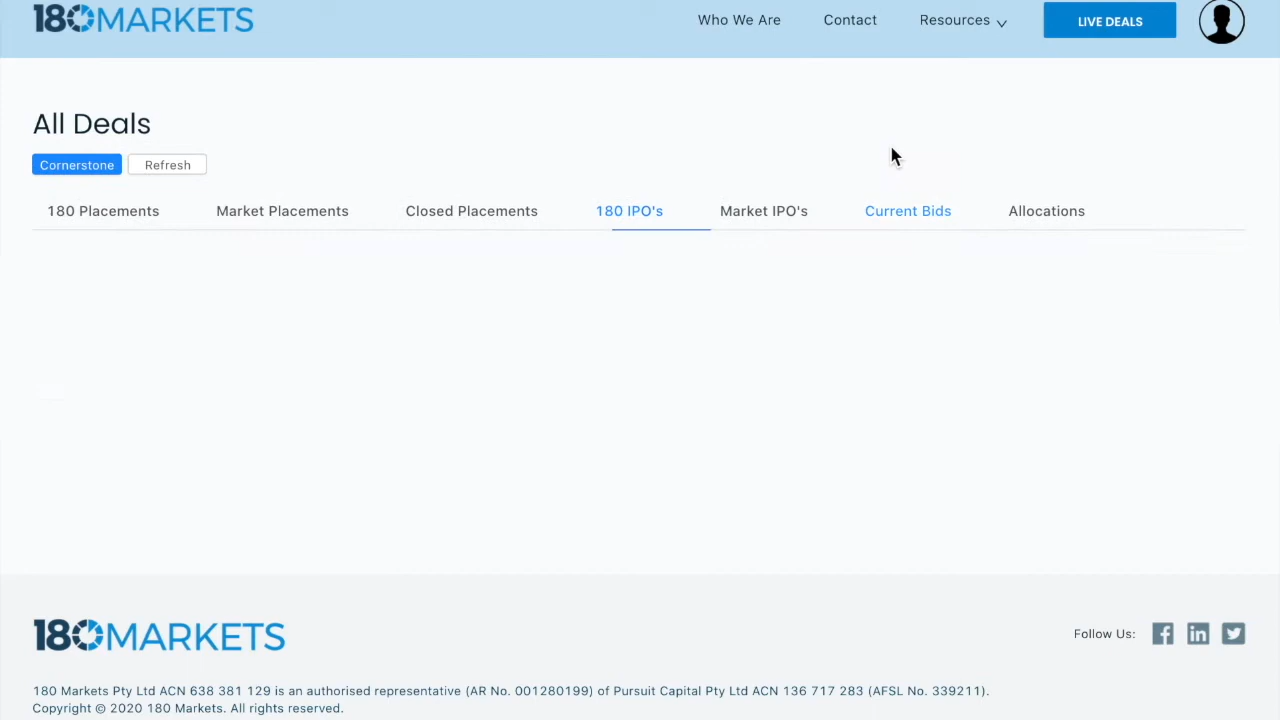 180MARKETS
Who We Are
Contact
Resources
LIVE DEALS
All Deals
Cornerstone
Refresh
180 Placements
Market Placements
Closed Placements
180 IPO's
Market IPO's
Current Bids
Allocations
180MARKETS
Follow Us:
180 Markets Pty Ltd ACN 638 381 129 is an authorised representative (AR No. 001280199) of Pursuit Capital Pty Ltd ACN 136 717 283 (AFSL No. 339211).
Copyright © 2020 180 Markets. All rights reserved.